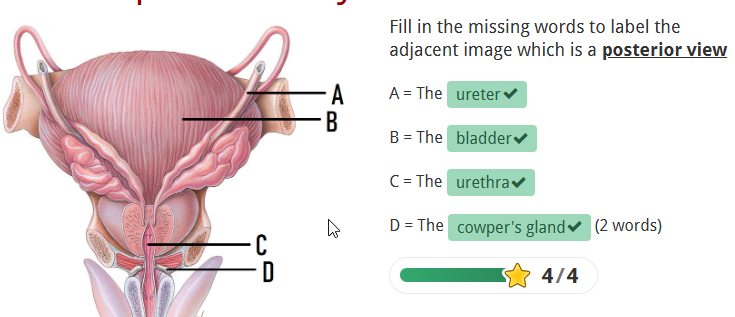 Fill in the missing words to label the
adjacent image which is a posterior view
A = The ureter✔
B = The bladder✔
C = The urethra✔
D = The cowper's gland✔ (2 words)
4/4
A
B
C
D